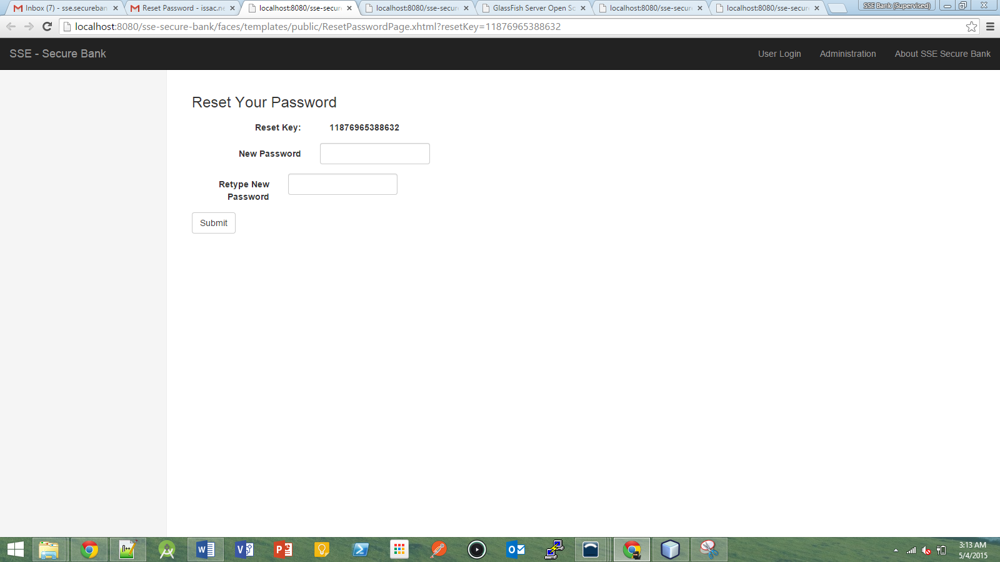 Inbox (7) - sse.secureban
Reset Password - issac.ne
localhost:8080/sse-secur
localhost:8080/sse-secur
GlassFish Server Open Sc
localhost:8080/sse-secur
localhost:8080/sse-secur
SSE Bank (Supervised)
localhost:8080/sse-secure-bank/faces/templates/public/ResetPasswordPage.xhtml?resetKey=11876965388632
SSE - Secure Bank
User Login
Administration
About SSE Secure Bank
Reset Your Password
Reset Key: 11876965388632
New Password
Retype New
Password
Submit
3:13 AM
5/4/2015